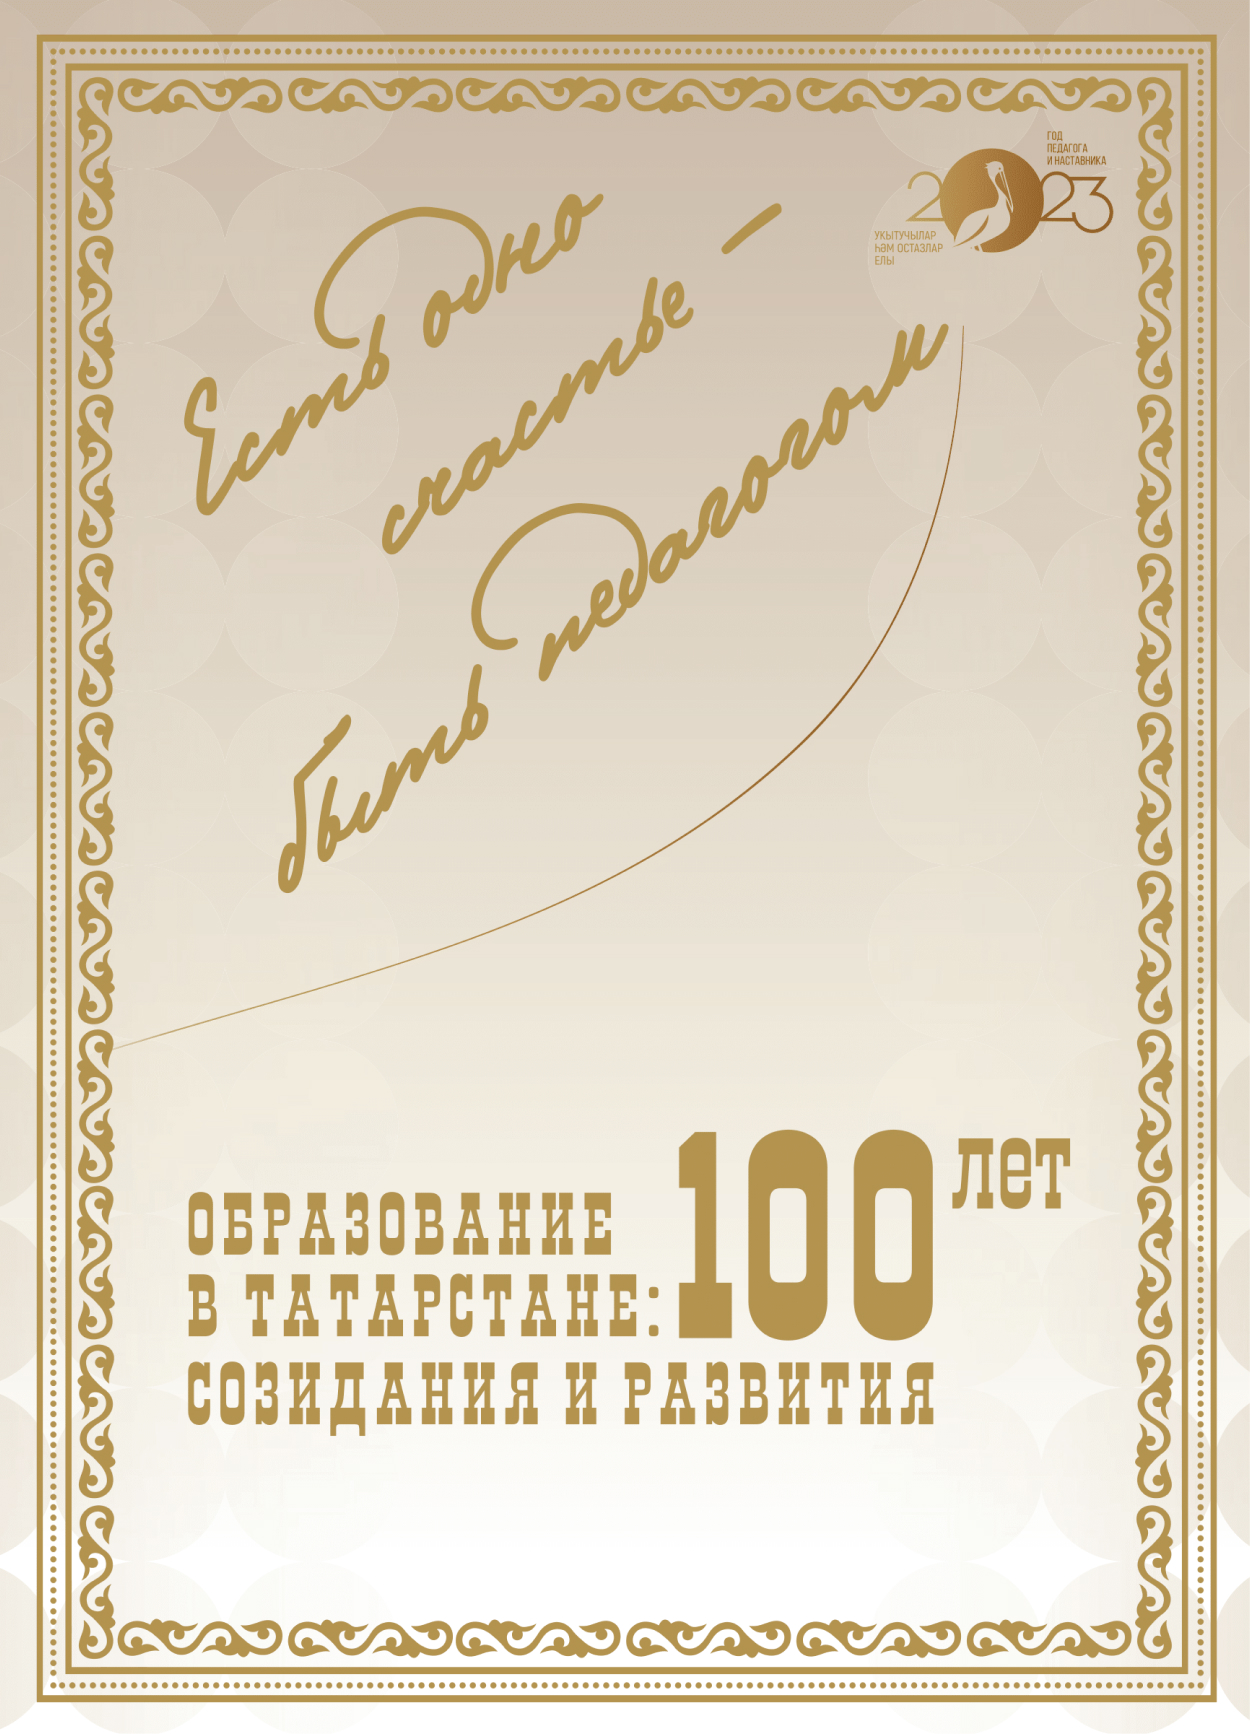 ГОД
ПЕДАГОГА
И НАСТАВНИКА
2023
УКЫТУЧЫЛАР
ҺӘМ ОСТАЗЛАР
ЕЛЫ
Есть одно
счастье –
быть педагогом
ОБРАЗОВАНИЕ
В ТАТАРСТАНЕ: 100 лет
СОЗИДАНИЯ И РАЗВИТИЯ